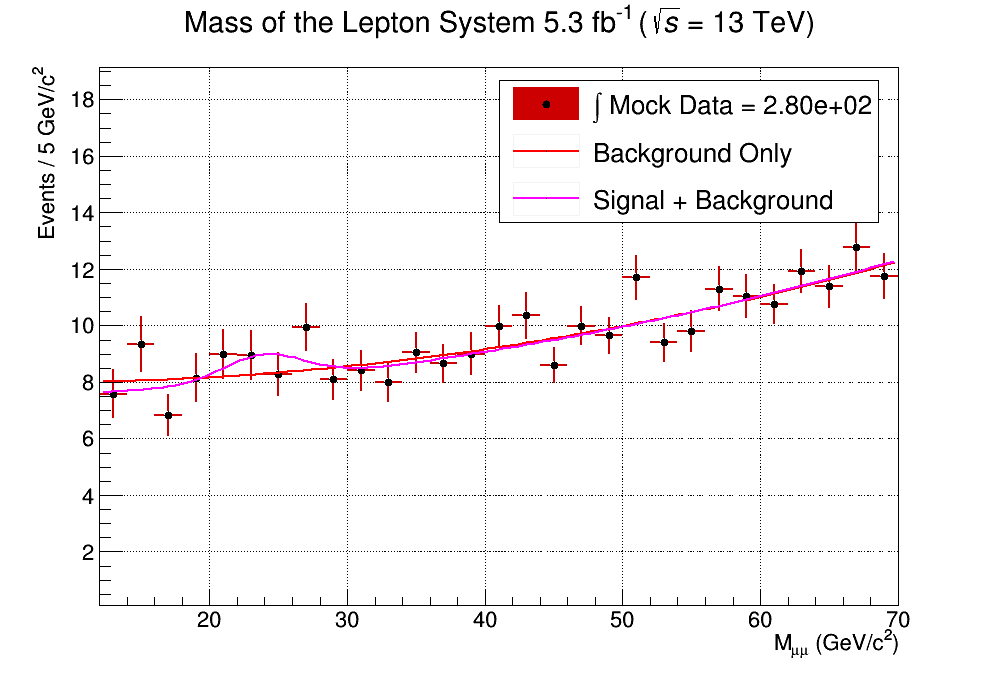 Mass of the Lepton System 5.3 fb⁻¹ (√s = 13 TeV)
Events / 5 GeV/c²
18
16
14
12
10
8
6
4
2
∫ Mock Data = 2.80e+02
Background Only
Signal + Background
20 30 40 50 60 70
Mμμ (GeV/c²)